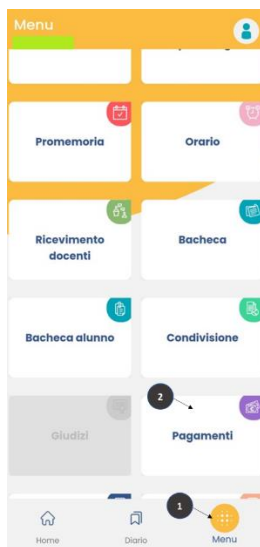 Menu
Promemoria
Orario
Ricevimento
docenti
Bacheca
Bacheca alunno
Condivisione
2
Giudizi
Pagamenti
1
Home
Diario
Menu